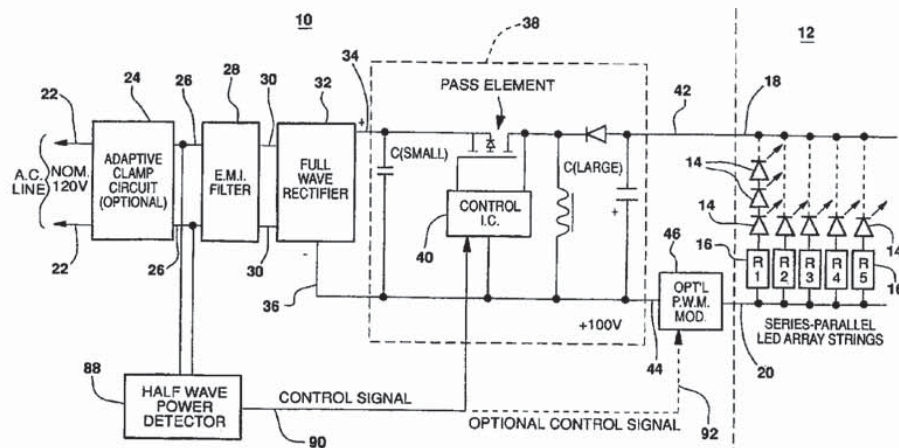 10
12
38
24
26
28
30
32
34
PASS ELEMENT
42
18
22
A.C. LINE
NOM. 120V
ADAPTIVE
CLAMP
CIRCUIT
(OPTIONAL)
E.M.I.
FILTER
FULL
WAVE
RECTIFIER
+
C(SMALL)
C(LARGE)
+
CONTROL
I.C.
40
14
14
14
46
16
R
1
R
2
R
3
R
4
R
5
16
22
26
30
-
36
+100V
OPT'L
P.W.M.
MOD.
44
20
SERIES-PARALLEL
LED ARRAY STRINGS
88
HALF WAVE
POWER
DETECTOR
CONTROL SIGNAL
90
OPTIONAL CONTROL SIGNAL
92